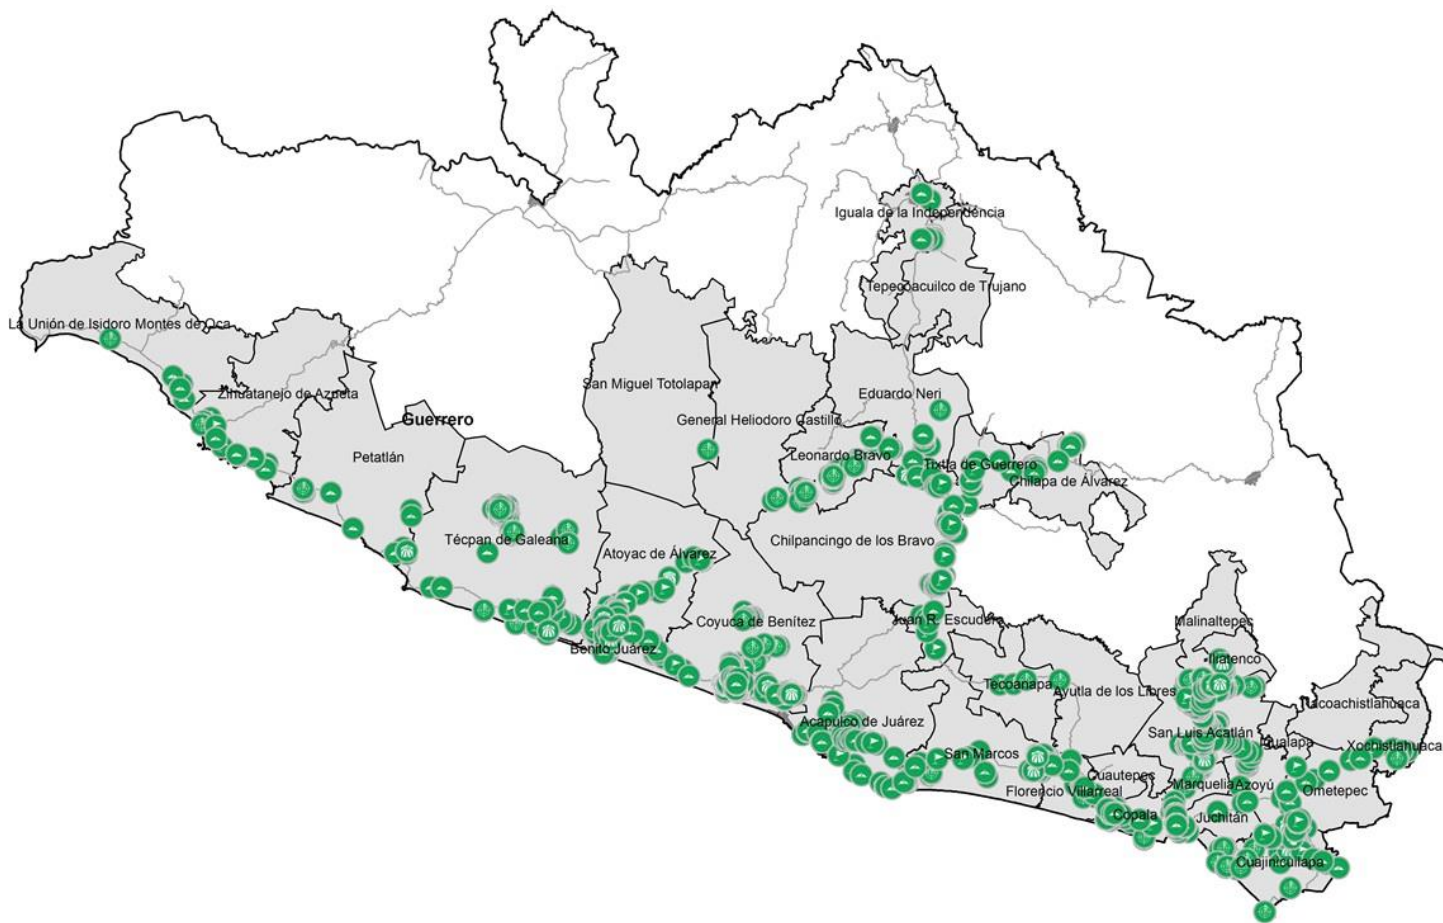 Iguala de la Independencia
Tepecoacuilco de Trujano
La Unión de Isidoro Montes de Oca
San Miguel Totolapan
Zihuatanejo de Azueta
Eduardo Neri
Guerrero
General Heliodoro Castillo
Petatlán
Leonardo Bravo
Tixtla de Guerrero
Chilapa de Álvarez
Técpan de Galeana
Chilpancingo de los Bravo
Atoyac de Álvarez
Juan R. Escudero
Malinaltepec
Coyuca de Benítez
Benito Juárez
Iliatenco
Tecoanapa
Ayutla de los Libres
Tlacoachistlahuaca
Acapulco de Juárez
San Luis Acatlán
Igualapa
Xochistlahuaca
San Marcos
Cuautepec
Marquelia
Azoyú
Ometepec
Florencio Villarreal
Copala
Juchitán
Cuajinicuilapa